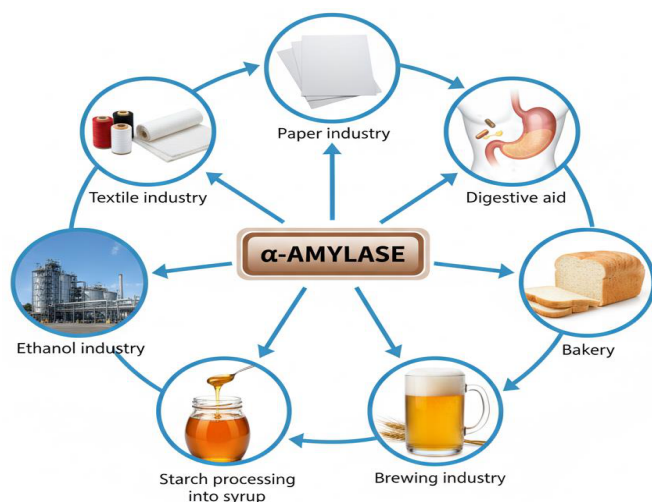 Paper industry
Textile industry
Digestive aid
α-AMYLASE
Ethanol industry
Bakery
Starch processing
into syrup
Brewing industry